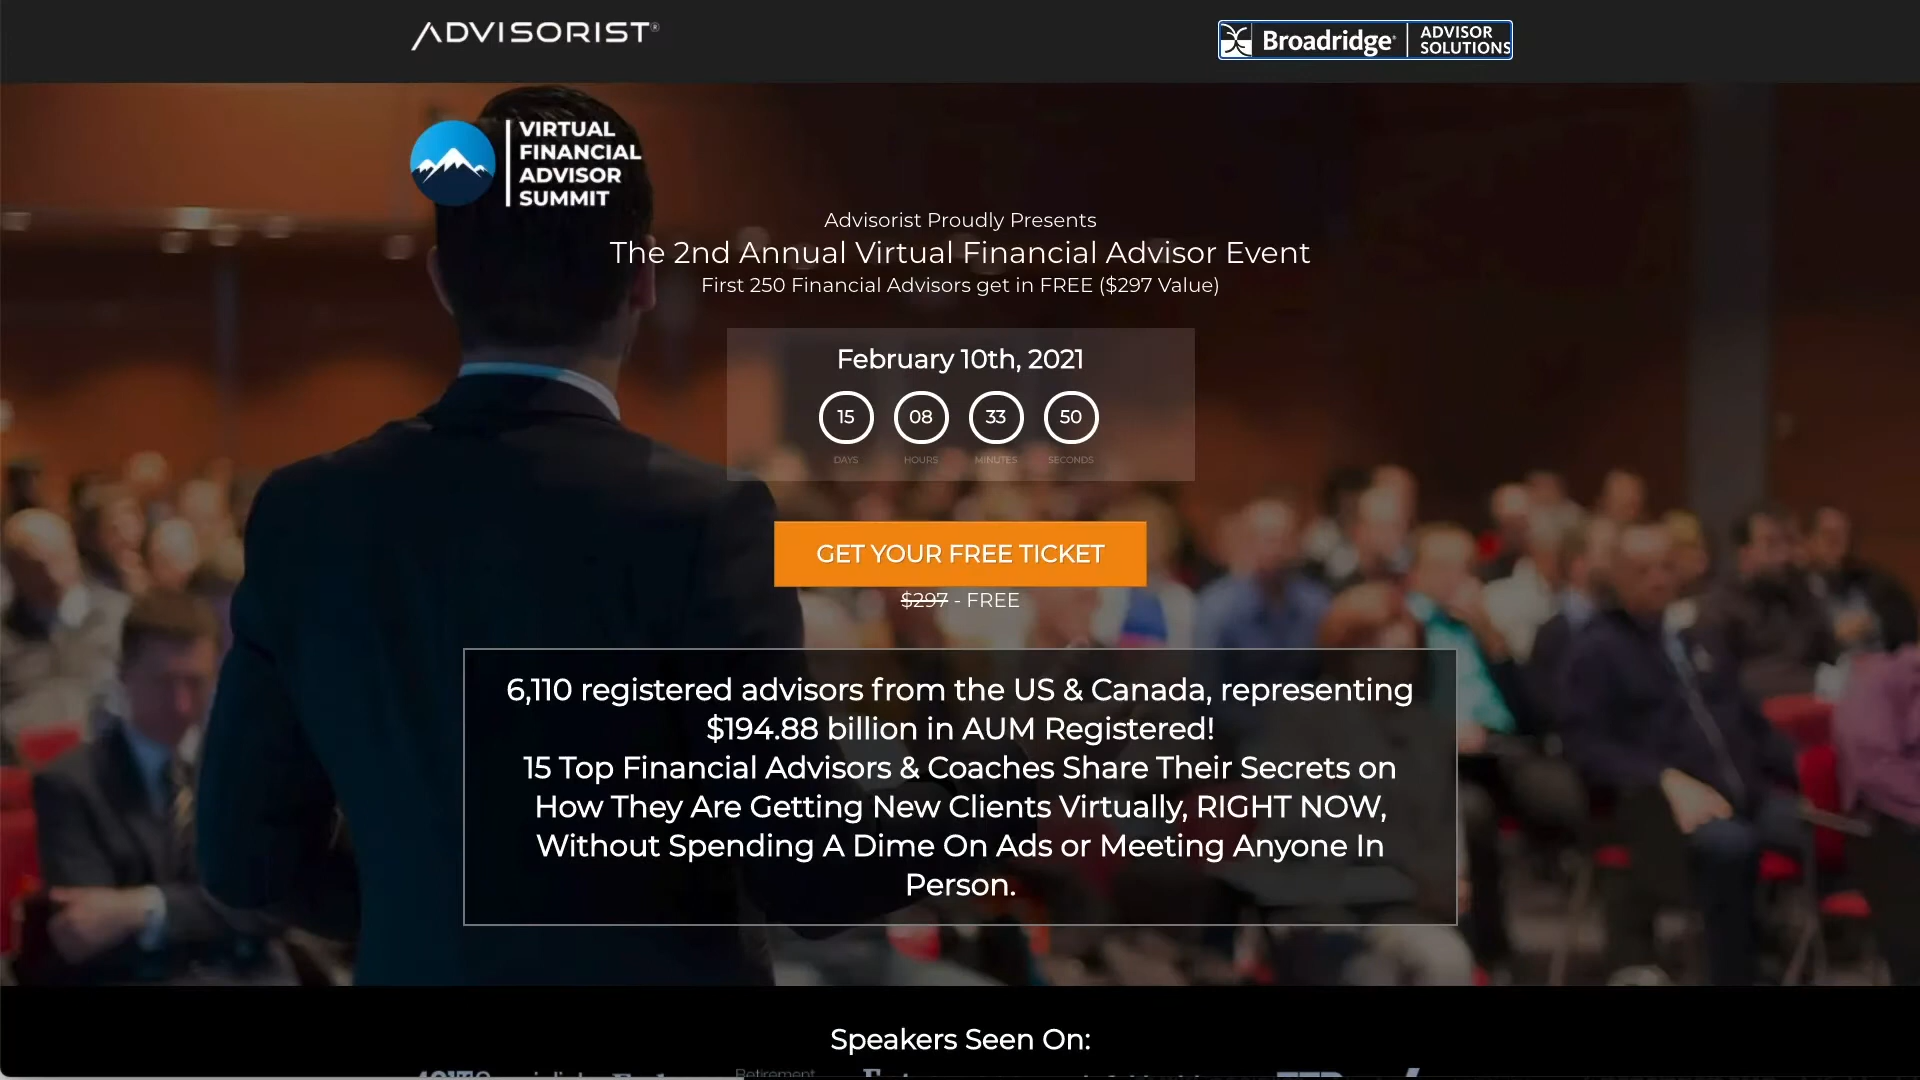 ADVISORIST®
Broadridge ADVISOR SOLUTIONS
VIRTUAL
FINANCIAL
ADVISOR
SUMMIT
Advisorist Proudly Presents
The 2nd Annual Virtual Financial Advisor Event
First 250 Financial Advisors get in FREE ($297 Value)
February 10th, 2021
15 08 33 50
DAYS HOURS MINUTES SECONDS
GET YOUR FREE TICKET
$297 - FREE
6,110 registered advisors from the US & Canada, representing
$194.88 billion in AUM Registered!
15 Top Financial Advisors & Coaches Share Their Secrets on
How They Are Getting New Clients Virtually, RIGHT NOW,
Without Spending A Dime On Ads or Meeting Anyone In
Person.
Speakers Seen On:
Retirement